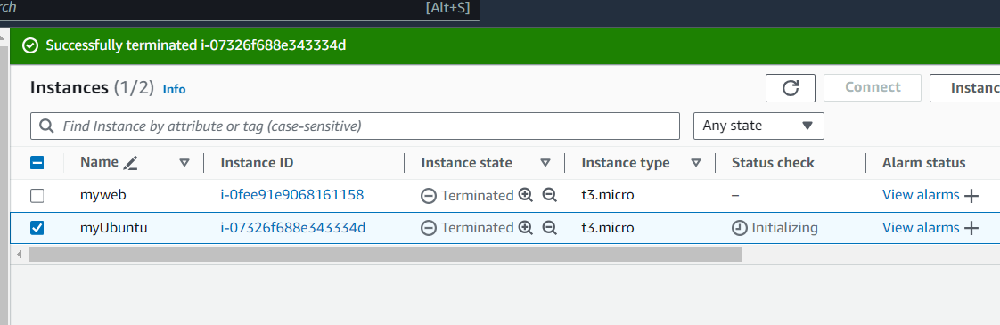 rch [Alt+S]
Successfully terminated i-07326f688e343334d
Instances (1/2) Info Connect Instanc
Find Instance by attribute or tag (case-sensitive) Any state
Name Instance ID Instance state Instance type Status check Alarm status
myweb i-0fee91e9068161158 Terminated t3.micro – View alarms +
myUbuntu i-07326f688e343334d Terminated t3.micro Initializing View alarms +